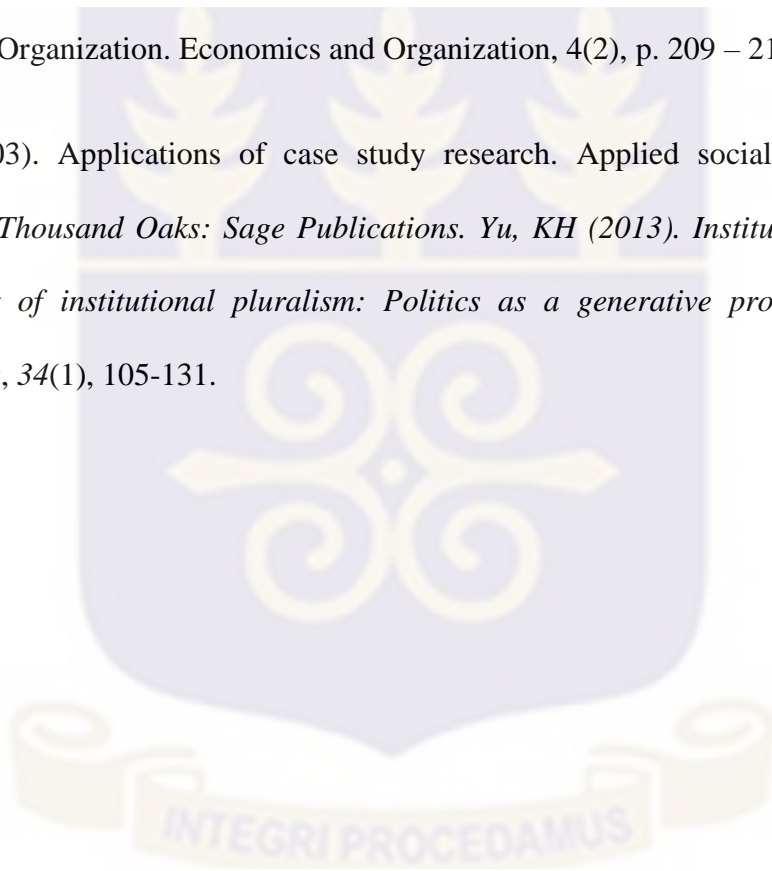 Organization. Economics and Organization, 4(2), p. 209 – 21
03). Applications of case study research. Applied social
Thousand Oaks: Sage Publications. Yu, KH (2013). Institu
of institutional pluralism: Politics as a generative pro
, 34(1), 105-131.
INTEGRI PROCEDAMUS